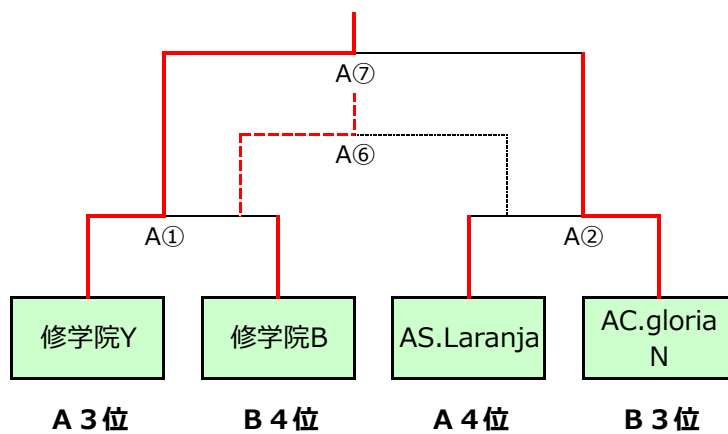 A⑦
A⑥
A①
A②
修学院Y
修学院B
AS.Laranja
AC.gloria
N
A３位
B４位
A４位
B３位